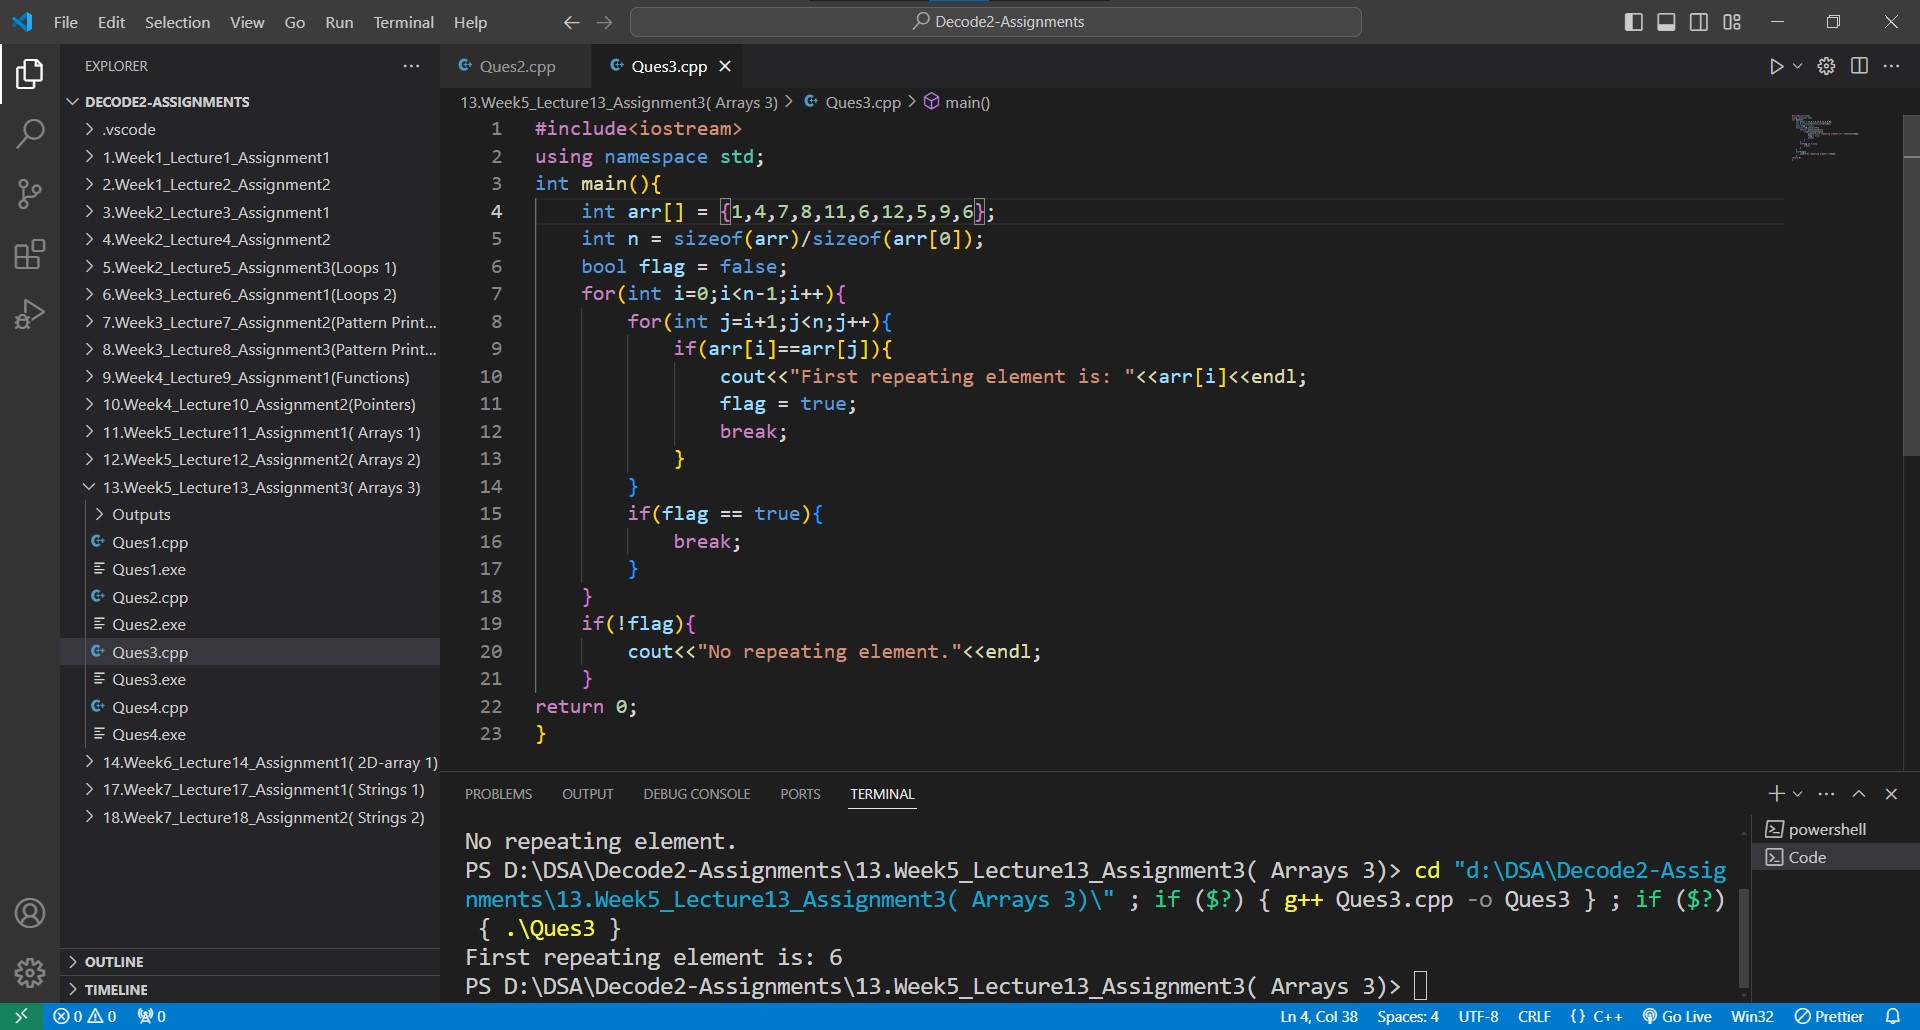 File Edit Selection View Go Run Terminal Help
Decode2-Assignments
EXPLORER
DECODE2-ASSIGNMENTS
.vscode
1.Week1_Lecture1_Assignment1
2.Week1_Lecture2_Assignment2
3.Week2_Lecture3_Assignment1
4.Week2_Lecture4_Assignment2
5.Week2_Lecture5_Assignment3(Loops 1)
6.Week3_Lecture6_Assignment1(Loops 2)
7.Week3_Lecture7_Assignment2(Pattern Print...
8.Week3_Lecture8_Assignment3(Pattern Print...
9.Week4_Lecture9_Assignment1(Functions)
10.Week4_Lecture10_Assignment2(Pointers)
11.Week5_Lecture11_Assignment1( Arrays 1)
12.Week5_Lecture12_Assignment2( Arrays 2)
13.Week5_Lecture13_Assignment3( Arrays 3)
Outputs
Ques1.cpp
Ques1.exe
Ques2.cpp
Ques2.exe
Ques3.cpp
Ques3.exe
Ques4.cpp
Ques4.exe
14.Week6_Lecture14_Assignment1( 2D-array 1)
17.Week7_Lecture17_Assignment1( Strings 1)
18.Week7_Lecture18_Assignment2( Strings 2)
OUTLINE
TIMELINE
Ques2.cpp Ques3.cpp
13.Week5_Lecture13_Assignment3( Arrays 3) > Ques3.cpp > main()
1 #include<iostream>
2 using namespace std;
3 int main(){
4     int arr[] = {1,4,7,8,11,6,12,5,9,6};
5     int n = sizeof(arr)/sizeof(arr[0]);
6     bool flag = false;
7     for(int i=0;i<n-1;i++){
8         for(int j=i+1;j<n;j++){
9             if(arr[i]==arr[j]){
10                 cout<<"First repeating element is: "<<arr[i]<<endl;
11                 flag = true;
12                 break;
13             }
14         }
15         if(flag == true){
16             break;
17         }
18     }
19     if(!flag){
20         cout<<"No repeating element."<<endl;
21     }
22 return 0;
23 }
PROBLEMS OUTPUT DEBUG CONSOLE PORTS TERMINAL
No repeating element.
PS D:\DSA\Decode2-Assignments\13.Week5_Lecture13_Assignment3( Arrays 3)> cd "d:\DSA\Decode2-Assig
nments\13.Week5_Lecture13_Assignment3( Arrays 3)\" ; if ($?) { g++ Ques3.cpp -o Ques3 } ; if ($?)
 { .\Ques3 }
First repeating element is: 6
PS D:\DSA\Decode2-Assignments\13.Week5_Lecture13_Assignment3( Arrays 3)>
powershell
Code
0 0 0 Ln 4, Col 38 Spaces: 4 UTF-8 CRLF {} C++ Go Live Win32 Prettier